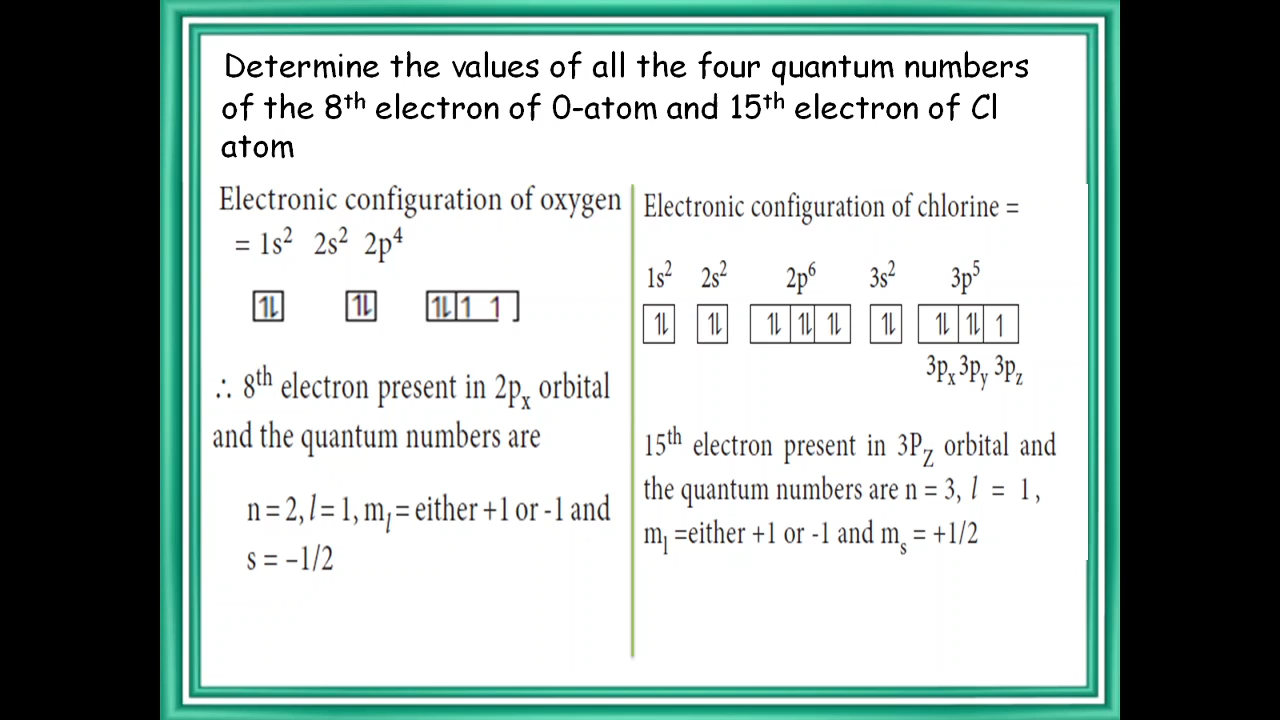 Determine the values of all the four quantum numbers
of the 8th electron of O-atom and 15th electron of Cl
atom
Electronic configuration of oxygen
= 1s² 2s² 2p⁴
⥮ ⥮ ⥮ 1 1
∴ 8th electron present in 2pₓ orbital
and the quantum numbers are
n = 2, l = 1, mₗ = either +1 or -1 and
s = –1/2
Electronic configuration of chlorine =
1s² 2s² 2p⁶ 3s² 3p⁵
⥮ ⥮ ⥮ ⥮ ⥮ ⥮ ⥮ ⥮ 1
3px 3py 3pz
15th electron present in 3PZ orbital and
the quantum numbers are n = 3, l = 1,
ml =either +1 or -1 and ms = +1/2